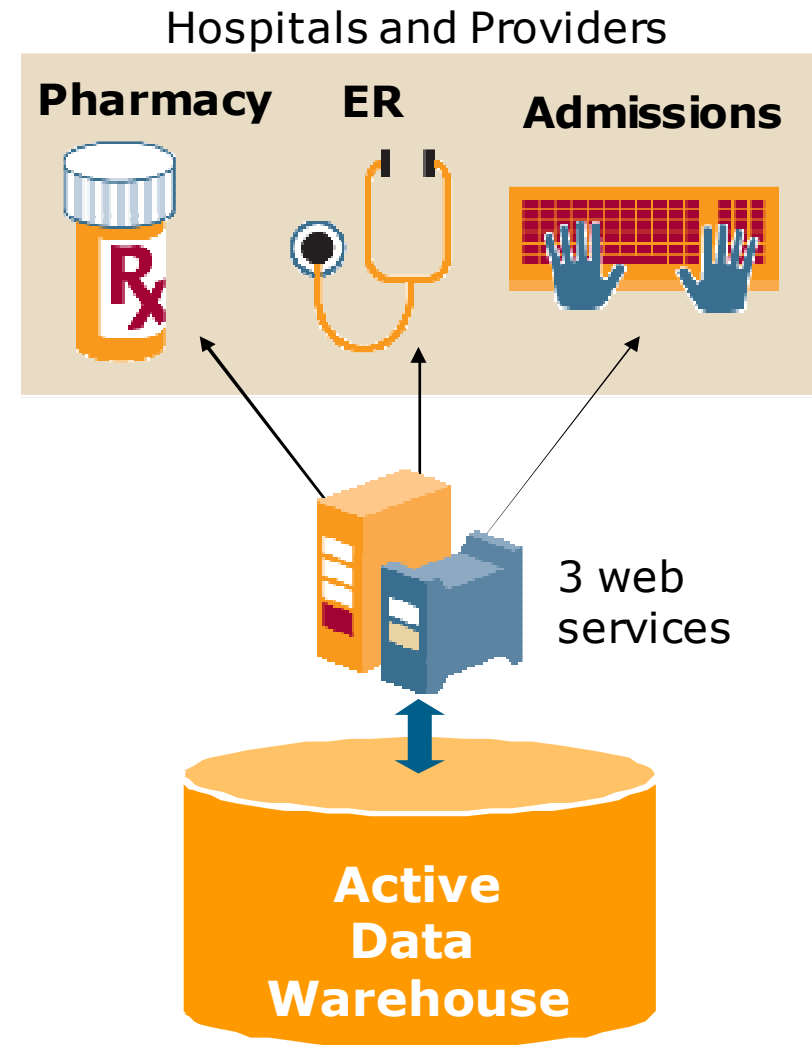 Hospitals and Providers
Pharmacy ER Admissions
Rx
3 web
services
Active
Data
Warehouse